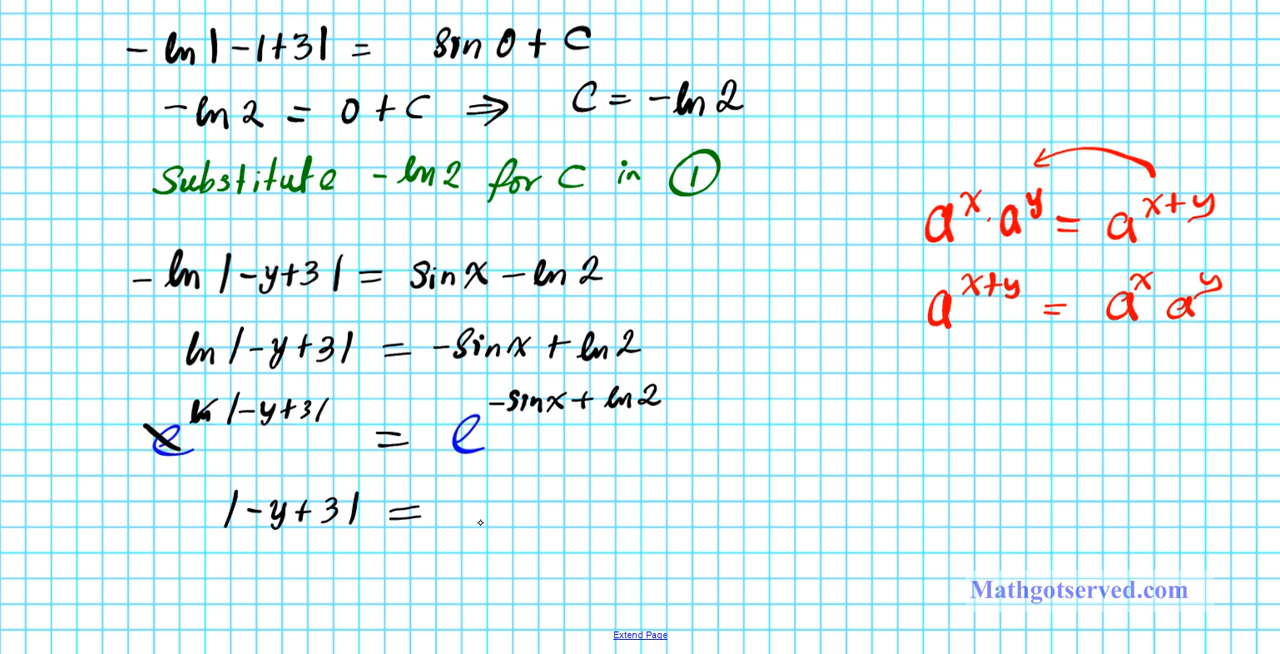 - ln |-1+3| = sin 0 + C
-ln 2 = 0 + C ⇒ C = -ln 2
Substitute -ln 2 for C in ①
- ln |-y+3| = sin x - ln 2
ln |-y+3| = -sin x + ln 2
e^{ln |-y+3|} = e^{-sin x + ln 2}
|-y+3| =
a^x · a^y = a^{x+y}
a^{x+y} = a^x a^y
Mathgotserved.com
Extend Page